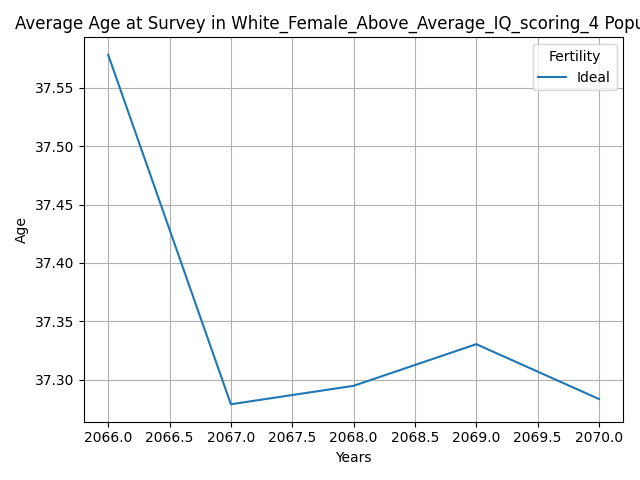 Average Age at Survey in White_Female_Above_Average_IQ_scoring_4 Popu
Fertility
Ideal
37.55
37.50
37.45
37.40
37.35
37.30
Age
2066.0 2066.5 2067.0 2067.5 2068.0 2068.5 2069.0 2069.5 2070.0
Years